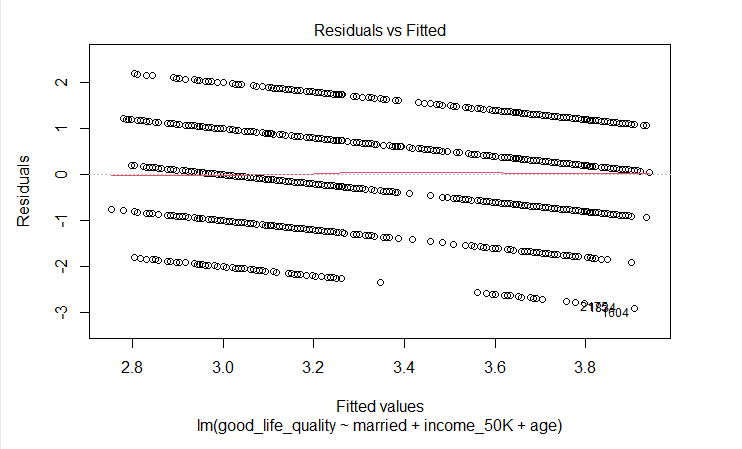 Residuals vs Fitted
Residuals
2
1
0
-1
-2
-3
1604
2.8 3.0 3.2 3.4 3.6 3.8
Fitted values
lm(good_life_quality ~ married + income_50K + age)